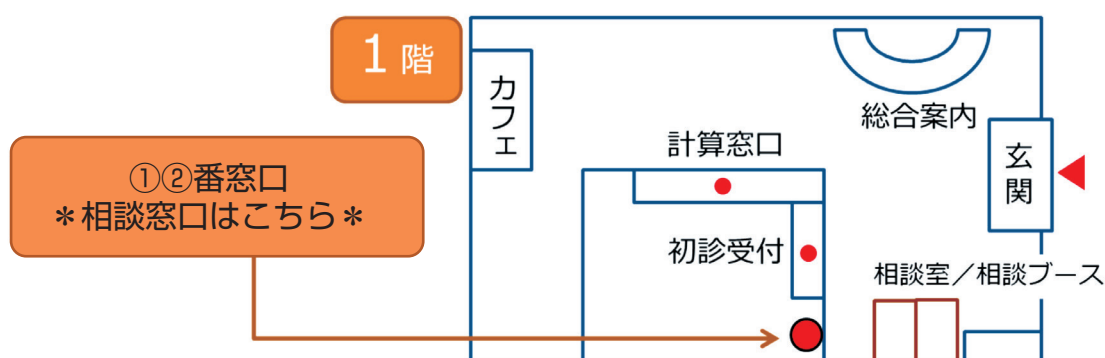 1階
カフェ
総合案内
計算窓口
玄関
①②番窓口
＊相談窓口はこちら＊
初診受付
相談室／相談ブース